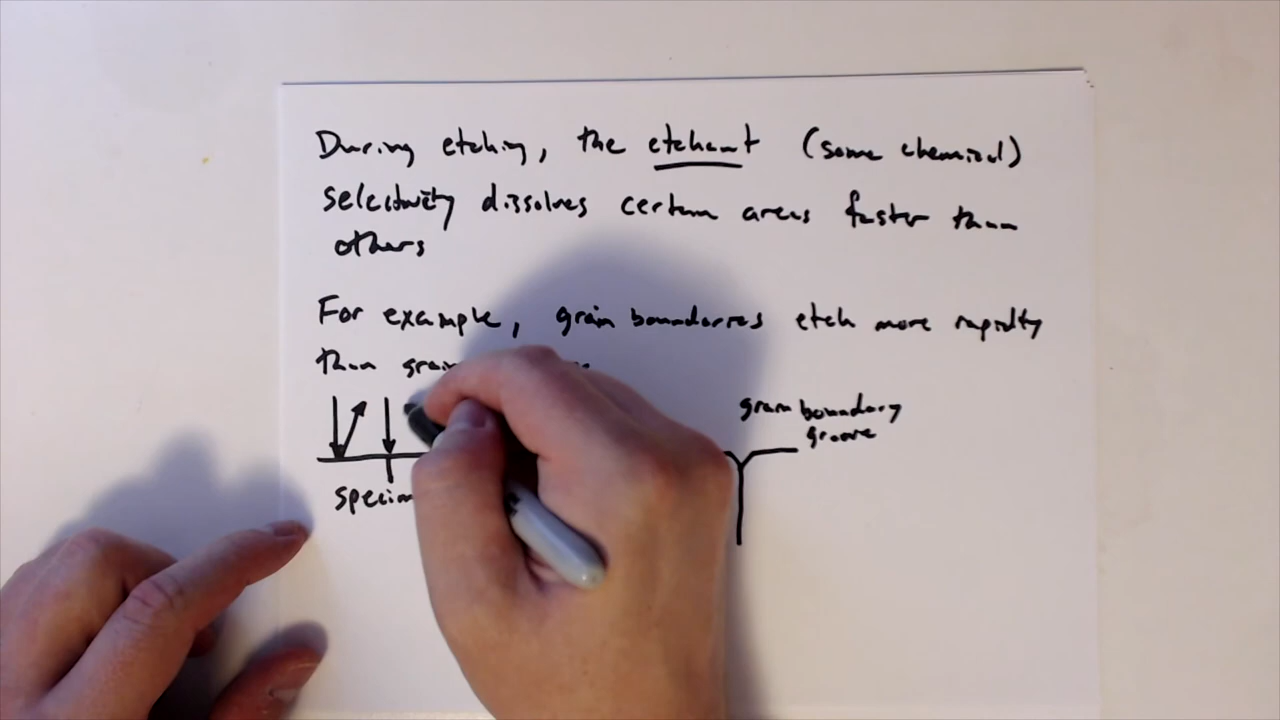 During etching, the etchant (some chemical)
selectivity dissolves certain areas faster than
others
For example, grain boundaries etch more rapidly
than
grain boundary
groove